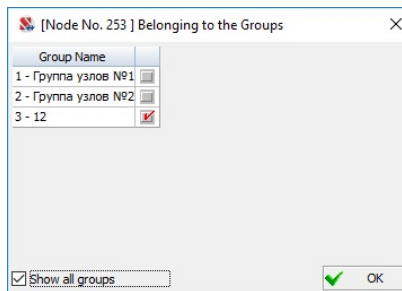 [Node No. 253 ] Belonging to the Groups
Group Name
1 - Группа узлов №1
2 - Группа узлов №2
3 - 12
Show all groups
OK